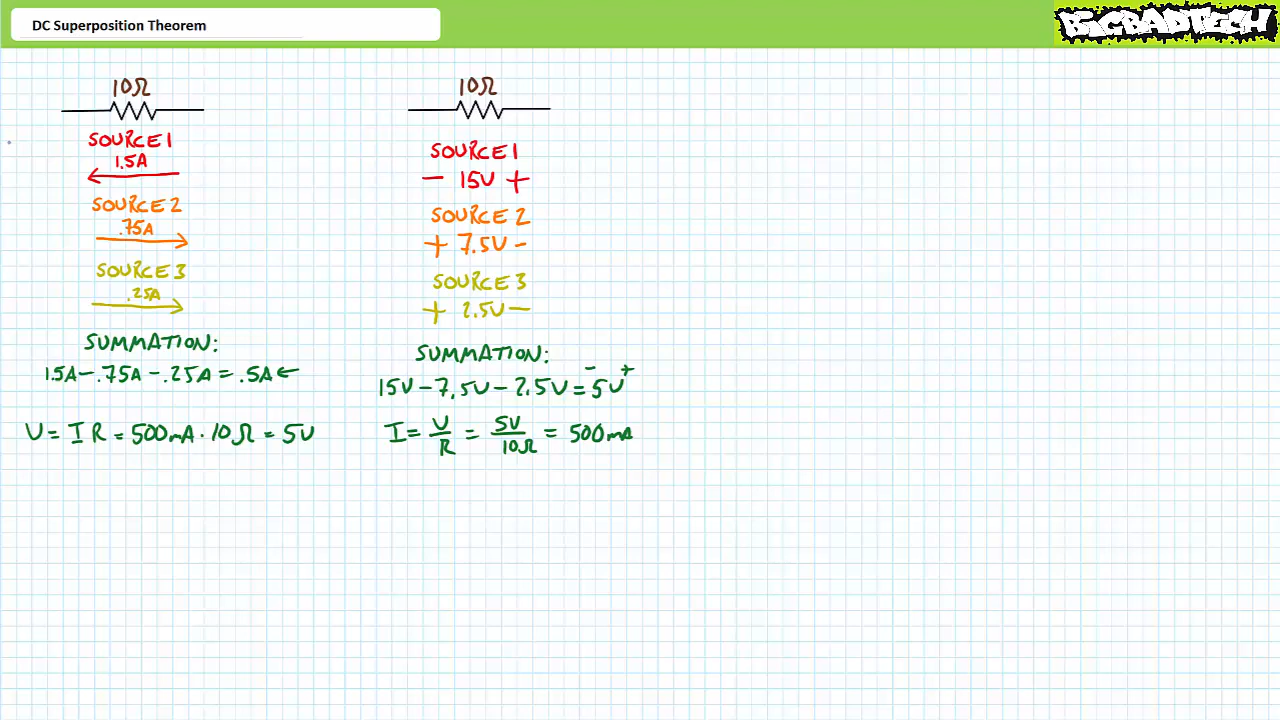 DC Superposition Theorem
BIGBADTECH
10Ω
SOURCE 1
1.5A
←
SOURCE 2
.75A
→
SOURCE 3
.25A
→
SUMMATION:
1.5A - .75A - .25A = .5A ←
V = I R = 500mA · 10Ω = 5V
10Ω
SOURCE 1
- 15V +
SOURCE 2
+ 7.5V -
SOURCE 3
+ 2.5V -
SUMMATION:
15V - 7.5V - 2.5V = - 5V +
I = V/R = 5V/10Ω = 500mA